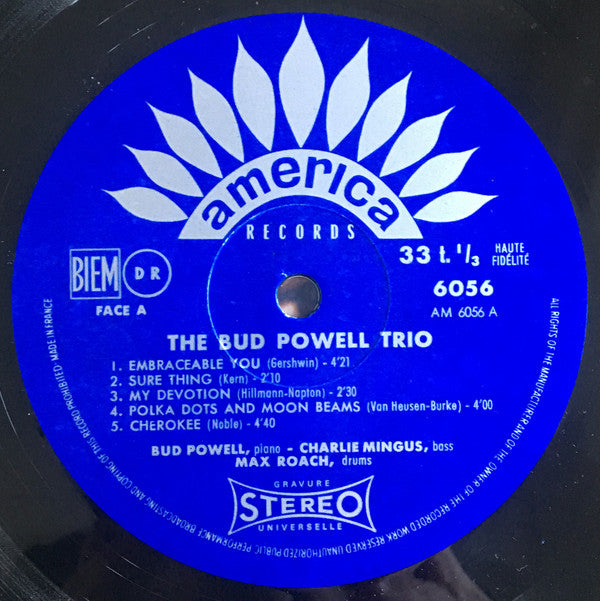 america
RECORDS
33 t. 1/3 HAUTE FIDÉLITÉ
BIEM DR
6056
FACE A
AM 6056 A
THE BUD POWELL TRIO
1. EMBRACEABLE YOU (Gershwin) - 4'21
2. SURE THING (Kern) - 2'10
3. MY DEVOTION (Hillmann-Napton) - 2'30
4. POLKA DOTS AND MOON BEAMS (Van Heusen-Burke) - 4'00
5. CHEROKEE (Noble) - 4'40
BUD POWELL, piano - CHARLIE MINGUS, bass
MAX ROACH, drums
GRAVURE
STEREO
UNIVERSELLE
ALL RIGHTS OF THE MANUFACTURER AND OF THE OWNER OF THE RECORDED WORK RESERVED UNAUTHORIZED PUBLIC PERFORMANCE BROADCASTING AND COPYING OF THIS RECORD PROHIBITED - MADE IN FRANCE